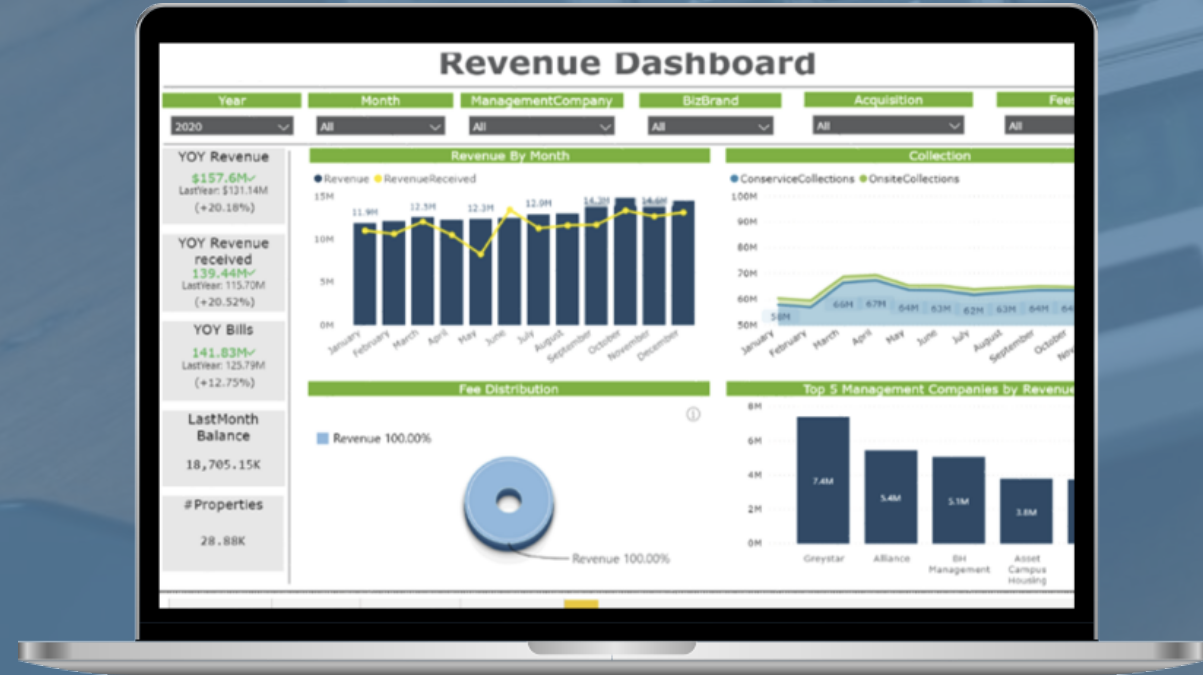 Revenue Dashboard
Year Month ManagementCompany BizBrand Acquisition Fees
2020 All All All All All
YOY Revenue
$157.6M✓
LastYear: $131.14M
(+20.18%)
YOY Revenue
received
139.44M✓
LastYear: 115.70M
(+20.52%)
YOY Bills
141.83M✓
LastYear: 125.79M
(+12.75%)
LastMonth
Balance
18,705.15K
#Properties
28.88K
Revenue By Month
Revenue RevenueReceived
15M
10M
5M
0M
11.9M 12.5M 12.3M 12.9M 14.3M 14.6M
January February March April May June July August September October November December
Collection
ConserviceCollections OnsiteCollections
100M
90M
80M
70M
60M
50M
58M 66M 67M 64M 63M 62M 63M 64M
January February March April May June July August September October
Fee Distribution
Revenue 100.00%
Revenue 100.00%
Top 5 Management Companies by Revenue
8M
6M
4M
2M
0M
7.4M 5.4M 5.1M 3.8M
Greystar Alliance BH
Management Asset
Campus
Housing